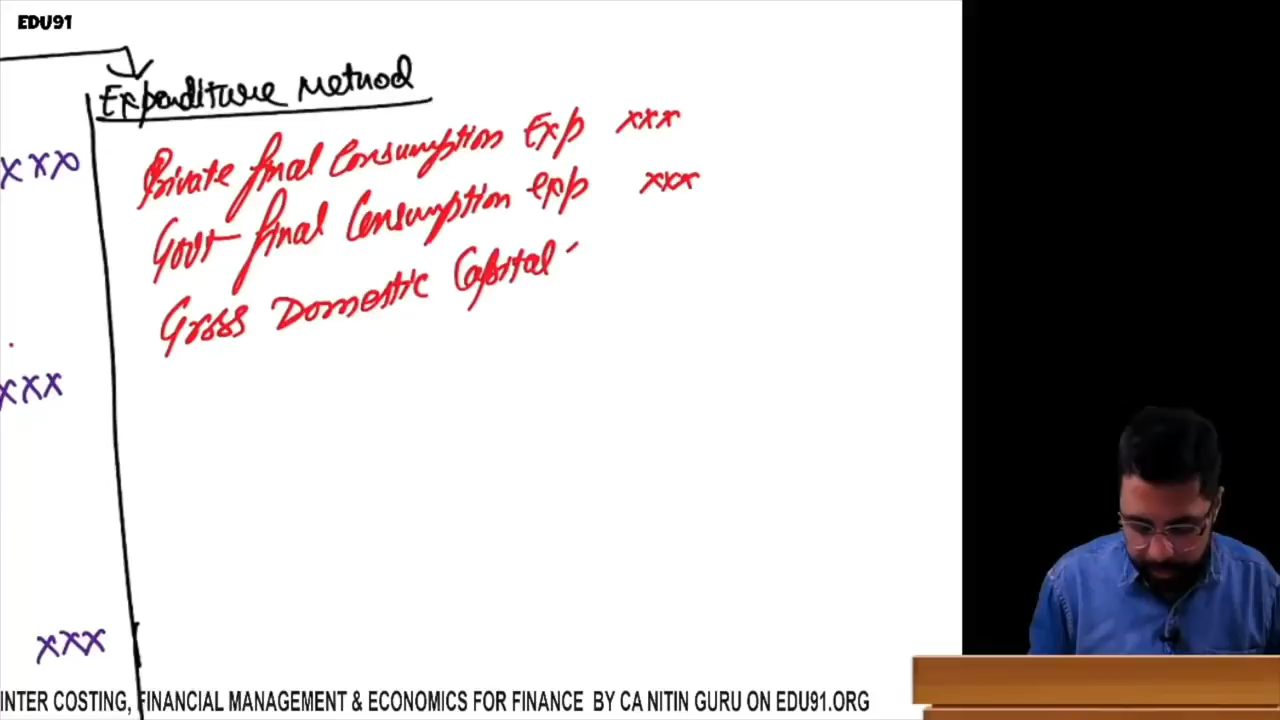 EDU91
Expenditure Method
Private final Consumption Exp xxx
xxx
Govt final Consumption exp xxx
Gross Domestic Capital
xxx
xxx
INTER COSTING, FINANCIAL MANAGEMENT & ECONOMICS FOR FINANCE BY CA NITIN GURU ON EDU91.ORG